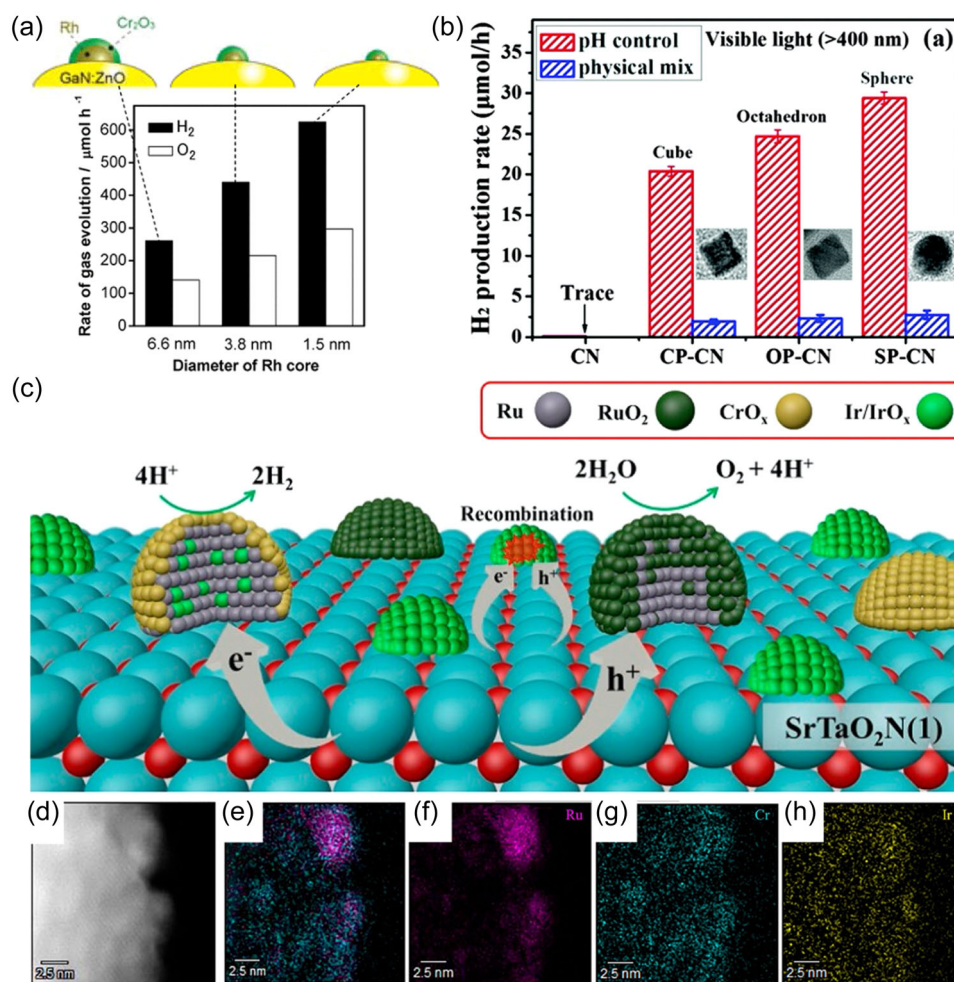 (a)
Rh
Cr₂O₃
GaN:ZnO
Rate of gas evolution / μmol h⁻¹
600
500
400
300
200
100
0
H₂
O₂
6.6 nm
3.8 nm
1.5 nm
Diameter of Rh core
(b)
H₂ production rate (μmol/h)
35
30
25
20
15
10
5
0
pH control
physical mix
Visible light (>400 nm)
(a)
Sphere
Octahedron
Cube
Trace
CN
CP-CN
OP-CN
SP-CN
(c)
Ru
RuO₂
CrOₓ
Ir/IrOₓ
4H⁺
2H₂
2H₂O
O₂ + 4H⁺
Recombination
e⁻
h⁺
e⁻
h⁺
SrTaO₂N(1)
(d)
2.5 nm
(e)
2.5 nm
(f)
Ru
2.5 nm
(g)
Cr
2.5 nm
(h)
Ir
2.5 nm